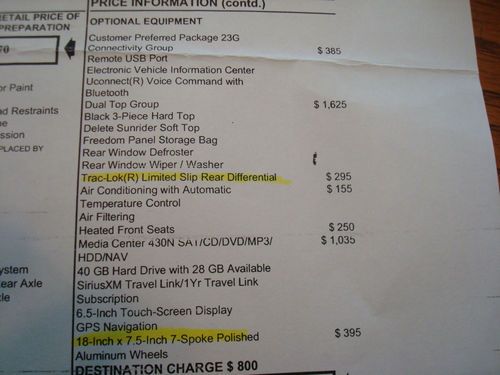 PRICE INFORMATION (contd.)
ETAIL PRICE OF
PREPARATION
70
or Paint
ad Restraints
ne
ssion
PLACED BY
ystem
ear Axle
le
OPTIONAL EQUIPMENT
Customer Preferred Package 23G
Connectivity Group $ 385
Remote USB Port
Electronic Vehicle Information Center
Uconnect(R) Voice Command with
Bluetooth
Dual Top Group $ 1,625
Black 3-Piece Hard Top
Delete Sunrider Soft Top
Freedom Panel Storage Bag
Rear Window Defroster
Rear Window Wiper / Washer
Trac-Lok(R) Limited Slip Rear Differential $ 295
Air Conditioning with Automatic $ 155
Temperature Control
Air Filtering
Heated Front Seats $ 250
Media Center 430N SAT/CD/DVD/MP3/ $ 1,035
HDD/NAV
40 GB Hard Drive with 28 GB Available
SiriusXM Travel Link/1Yr Travel Link
Subscription
6.5-Inch Touch-Screen Display
GPS Navigation
18-Inch x 7.5-Inch 7-Spoke Polished $ 395
Aluminum Wheels
DESTINATION CHARGE $ 800